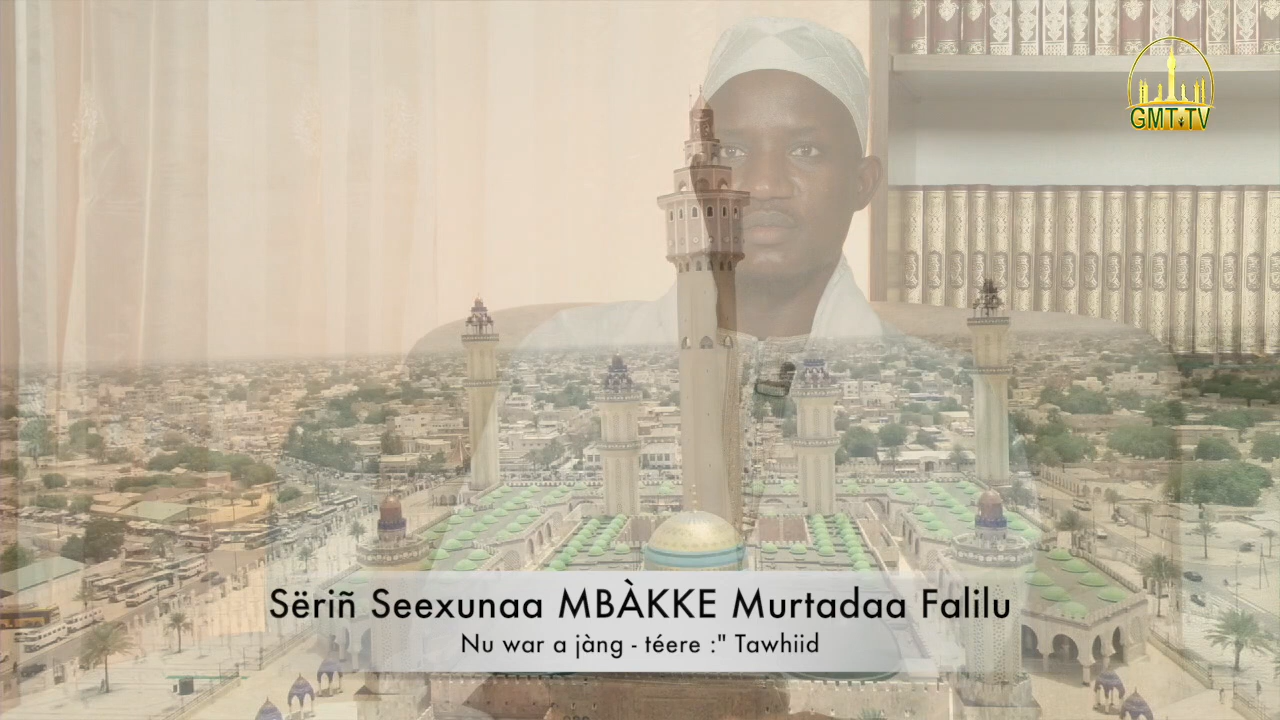 GMT TV
Sëriñ Seexunaa MBÀKKE Murtadaa Falilu
Nu war a jàng - téere :" Tawhiid